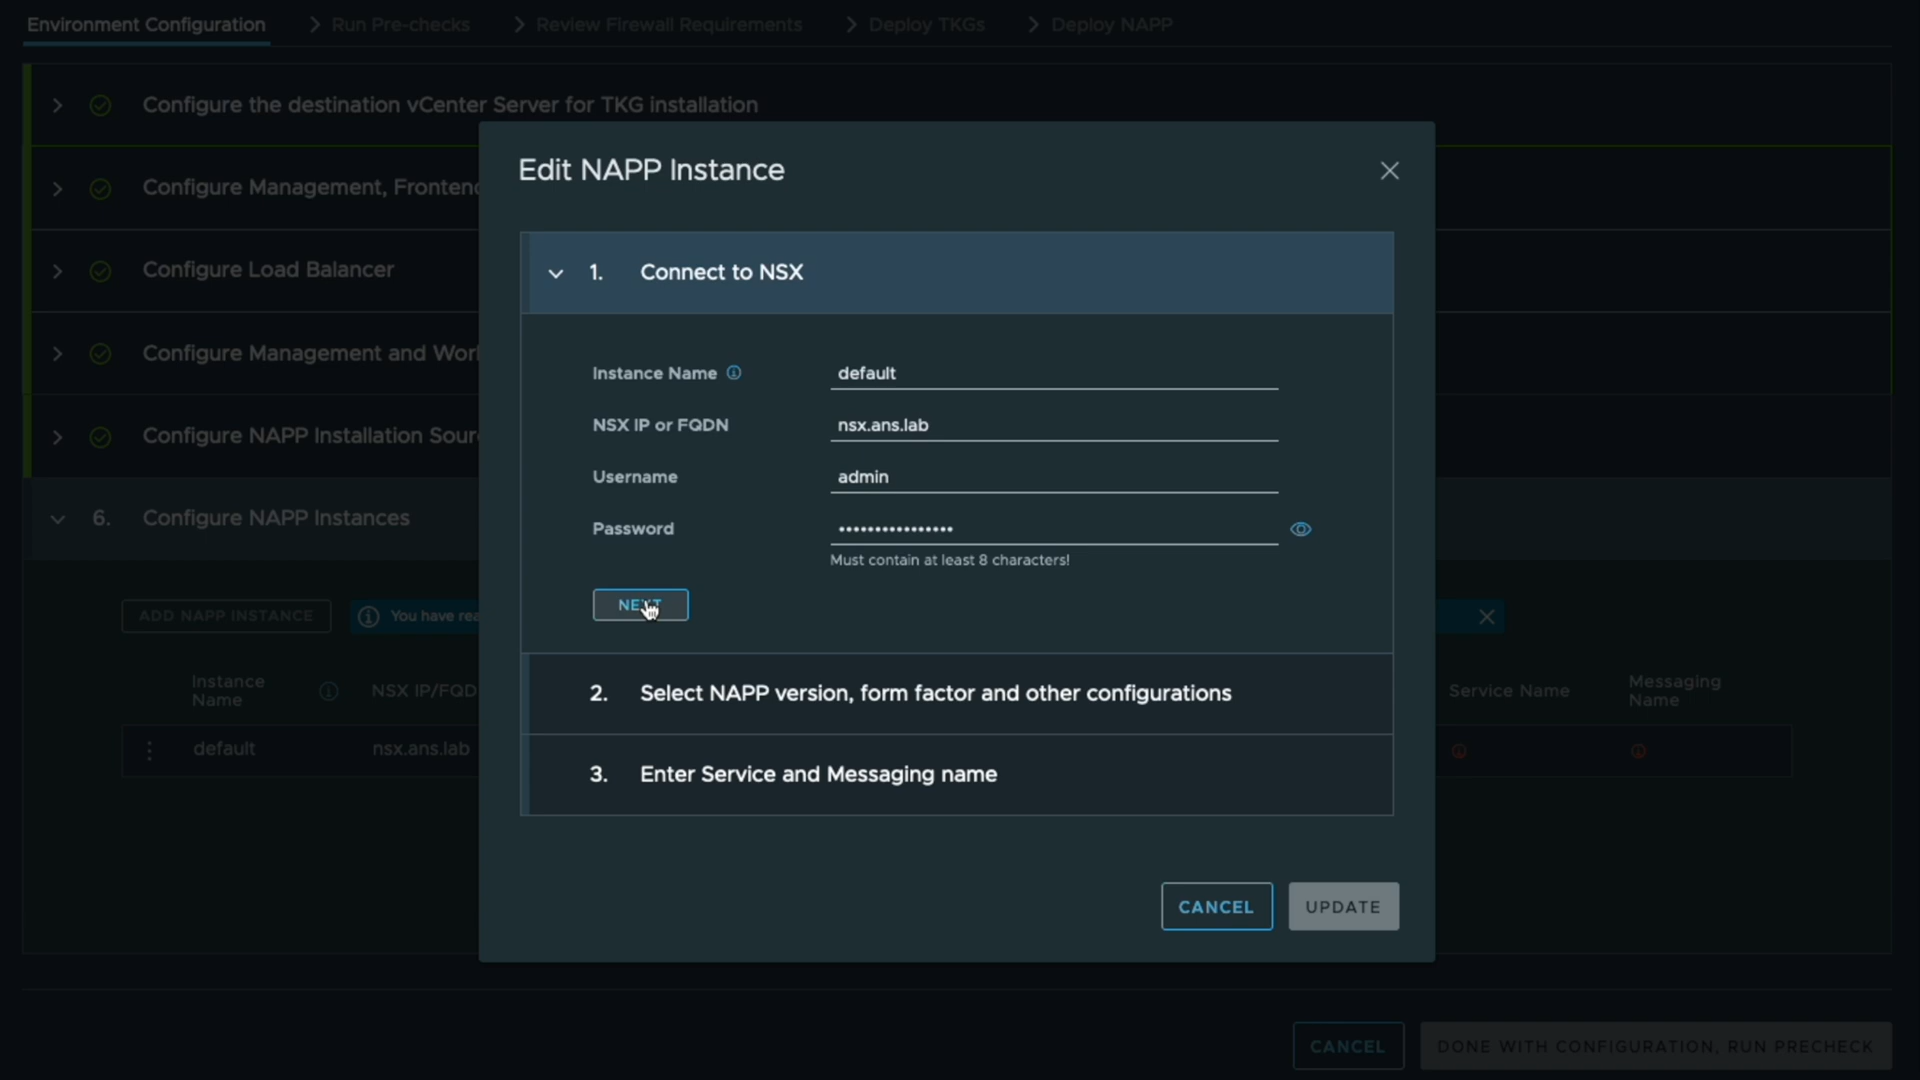 Environment Configuration
Run Pre-checks
Review Firewall Requirements
Deploy TKGs
Deploy NAPP
Configure the destination vCenter Server for TKG installation
Configure Management, Frontend
Configure Load Balancer
Configure Management and Work
Configure NAPP Installation Sour
6. Configure NAPP Instances
ADD NAPP INSTANCE
You have rea
Instance Name
NSX IP/FQD
Service Name
Messaging Name
default
nsx.ans.lab
Edit NAPP Instance
1. Connect to NSX
Instance Name default
NSX IP or FQDN nsx.ans.lab
Username admin
Password ••••••••••••••••
Must contain at least 8 characters!
NEXT
2. Select NAPP version, form factor and other configurations
3. Enter Service and Messaging name
CANCEL
UPDATE
CANCEL
DONE WITH CONFIGURATION, RUN PRECHECK